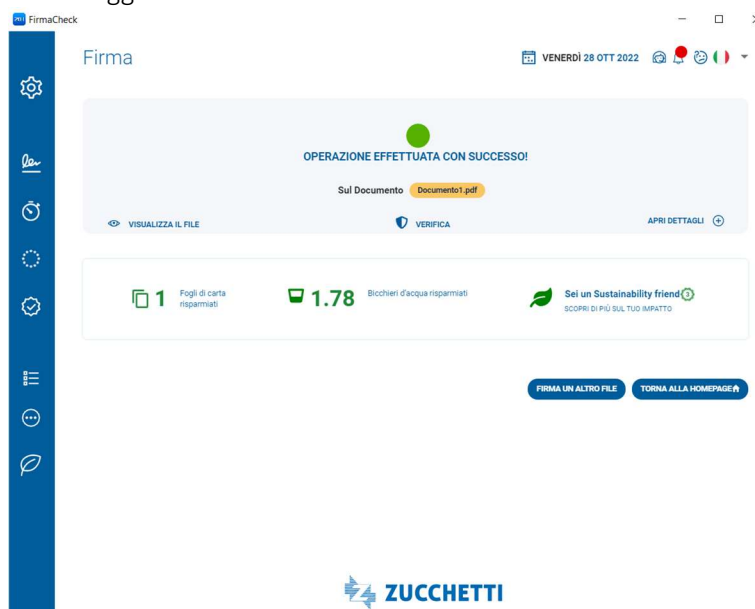 FirmaCheck
Firma
VENERDÌ 28 OTT 2022
OPERAZIONE EFFETTUATA CON SUCCESSO!
Sul Documento Documento1.pdf
VISUALIZZA IL FILE
VERIFICA
APRI DETTAGLI
1 Fogli di carta
risparmiati
1.78 Bicchieri d'acqua risparmiati
Sei un Sustainability friend 3
SCOPRI DI PIÙ SUL TUO IMPATTO
FIRMA UN ALTRO FILE
TORNA ALLA HOMEPAGE
ZUCCHETTI